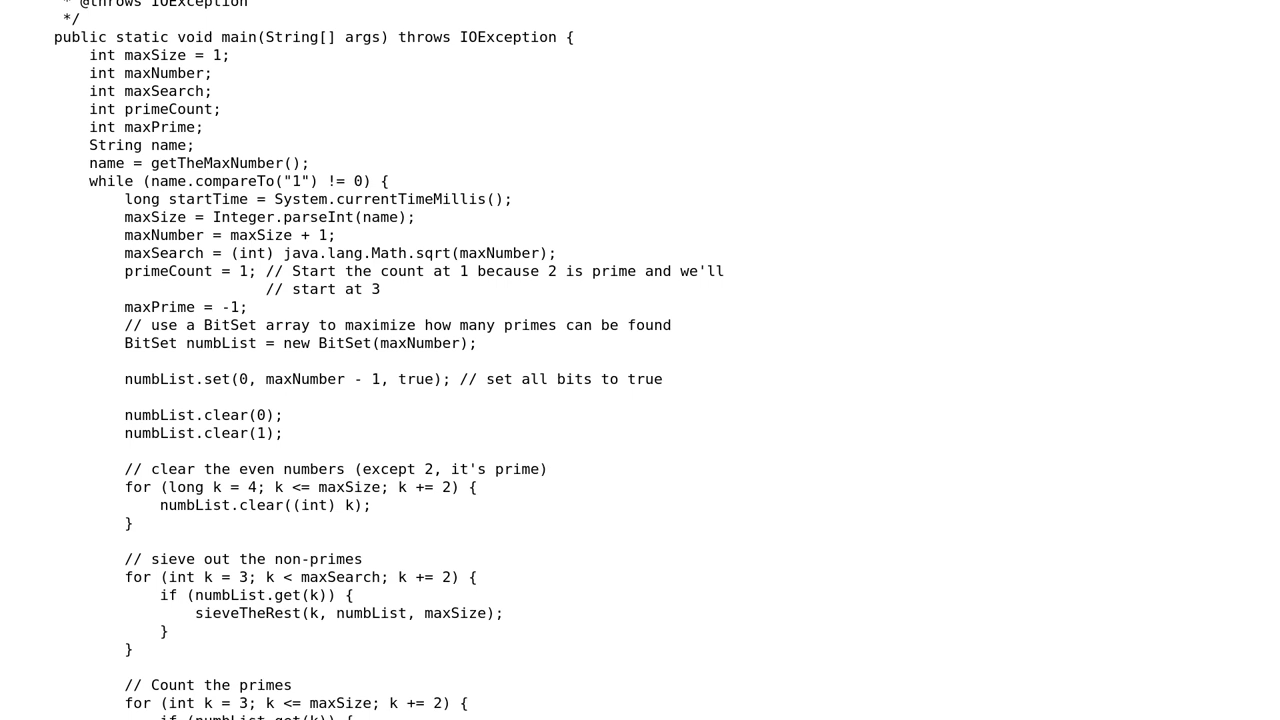 * @throws IOException
*/
public static void main(String[] args) throws IOException {
int maxSize = 1;
int maxNumber;
int maxSearch;
int primeCount;
int maxPrime;
String name;
name = getTheMaxNumber();
while (name.compareTo("1") != 0) {
long startTime = System.currentTimeMillis();
maxSize = Integer.parseInt(name);
maxNumber = maxSize + 1;
maxSearch = (int) java.lang.Math.sqrt(maxNumber);
primeCount = 1; // Start the count at 1 because 2 is prime and we'll
// start at 3
maxPrime = -1;
// use a BitSet array to maximize how many primes can be found
BitSet numbList = new BitSet(maxNumber);
numbList.set(0, maxNumber - 1, true); // set all bits to true
numbList.clear(0);
numbList.clear(1);
// clear the even numbers (except 2, it's prime)
for (long k = 4; k <= maxSize; k += 2) {
numbList.clear((int) k);
}
// sieve out the non-primes
for (int k = 3; k < maxSearch; k += 2) {
if (numbList.get(k)) {
sieveTheRest(k, numbList, maxSize);
}
}
// Count the primes
for (int k = 3; k <= maxSize; k += 2) {
if (numbList.get(k)) {